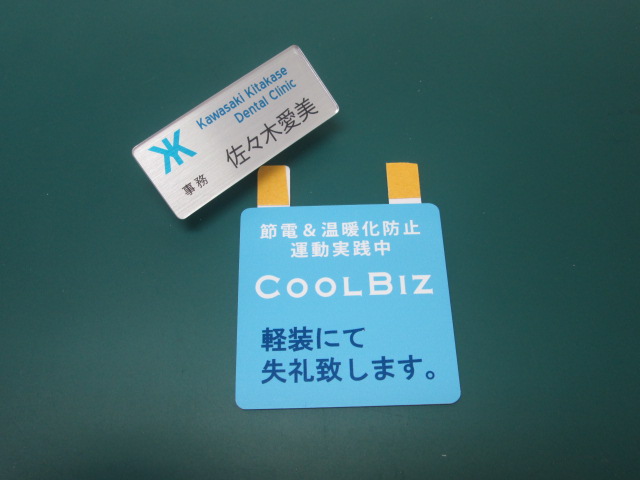 Kawasaki Kitakase
Dental Clinic
事務 佐々木愛美
節電&温暖化防止
運動実践中
COOLBIZ
軽装にて
失礼致します。